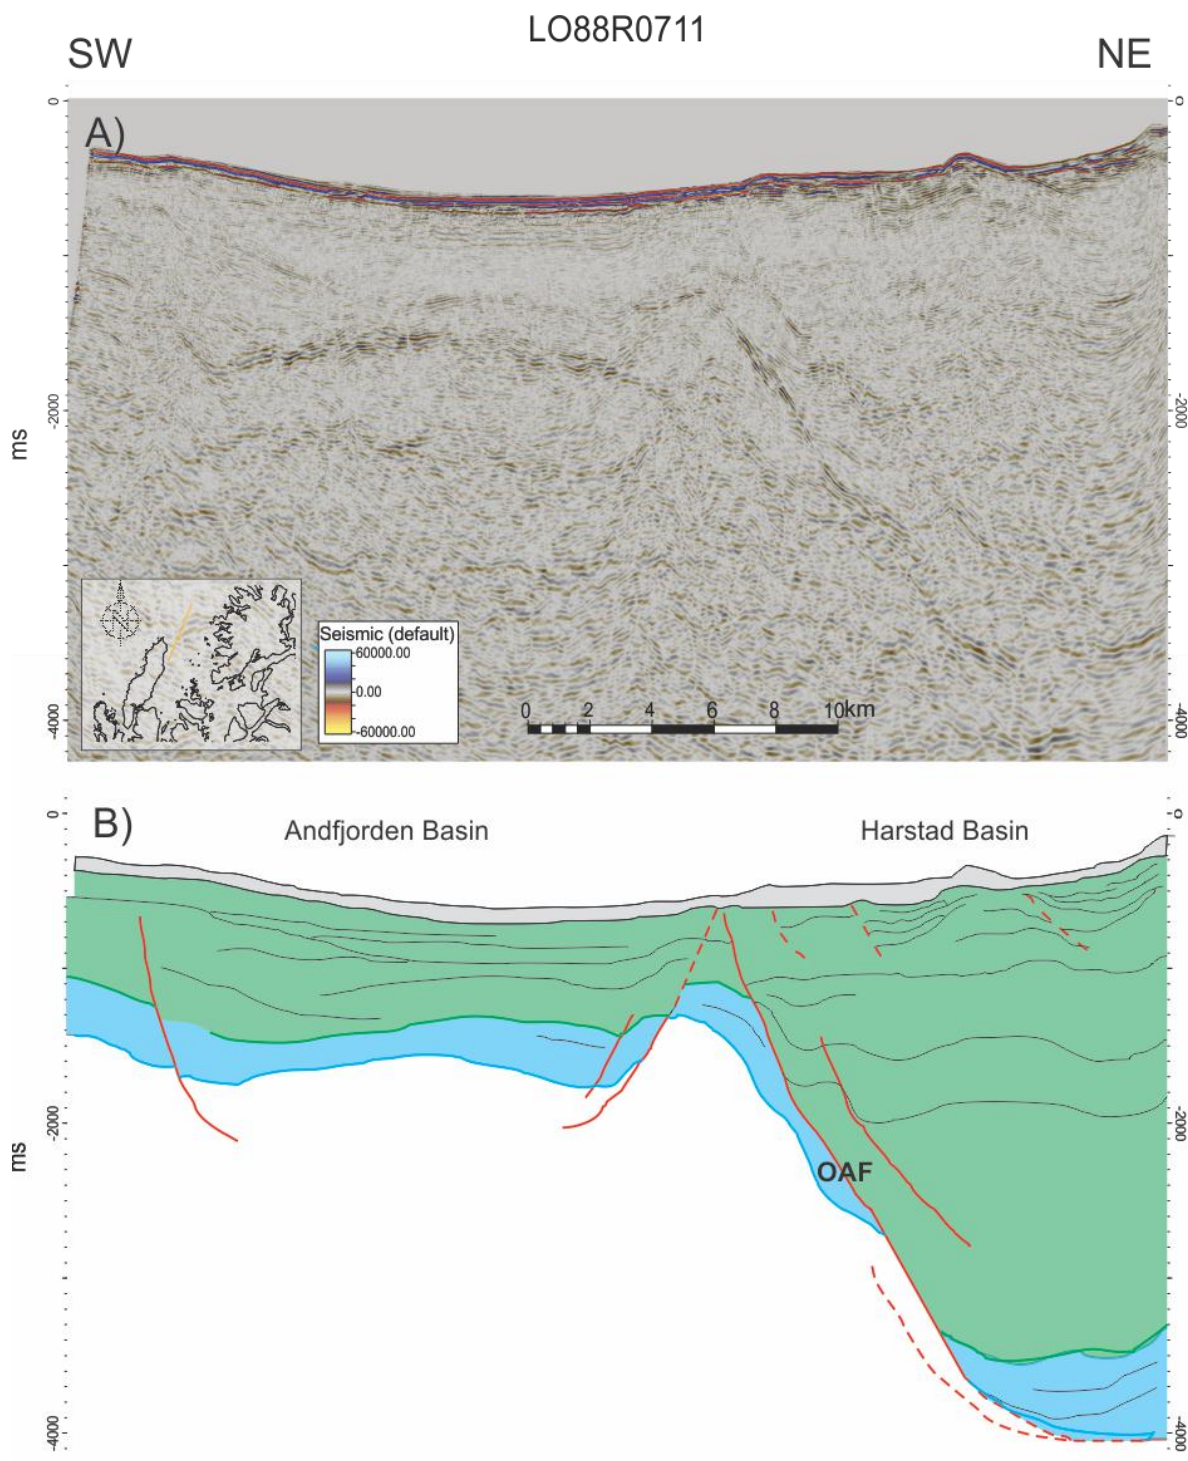 LO88R0711
SW
NE
A)
0
0
-2000
-2000
ms
N
Seismic (default)
60000.00
0.00
-60000.00
0 2 4 6 8 10km
-4000
-4000
B)
0
0
Andfjorden Basin
Harstad Basin
-2000
-2000
ms
OAF
-4000
-4000